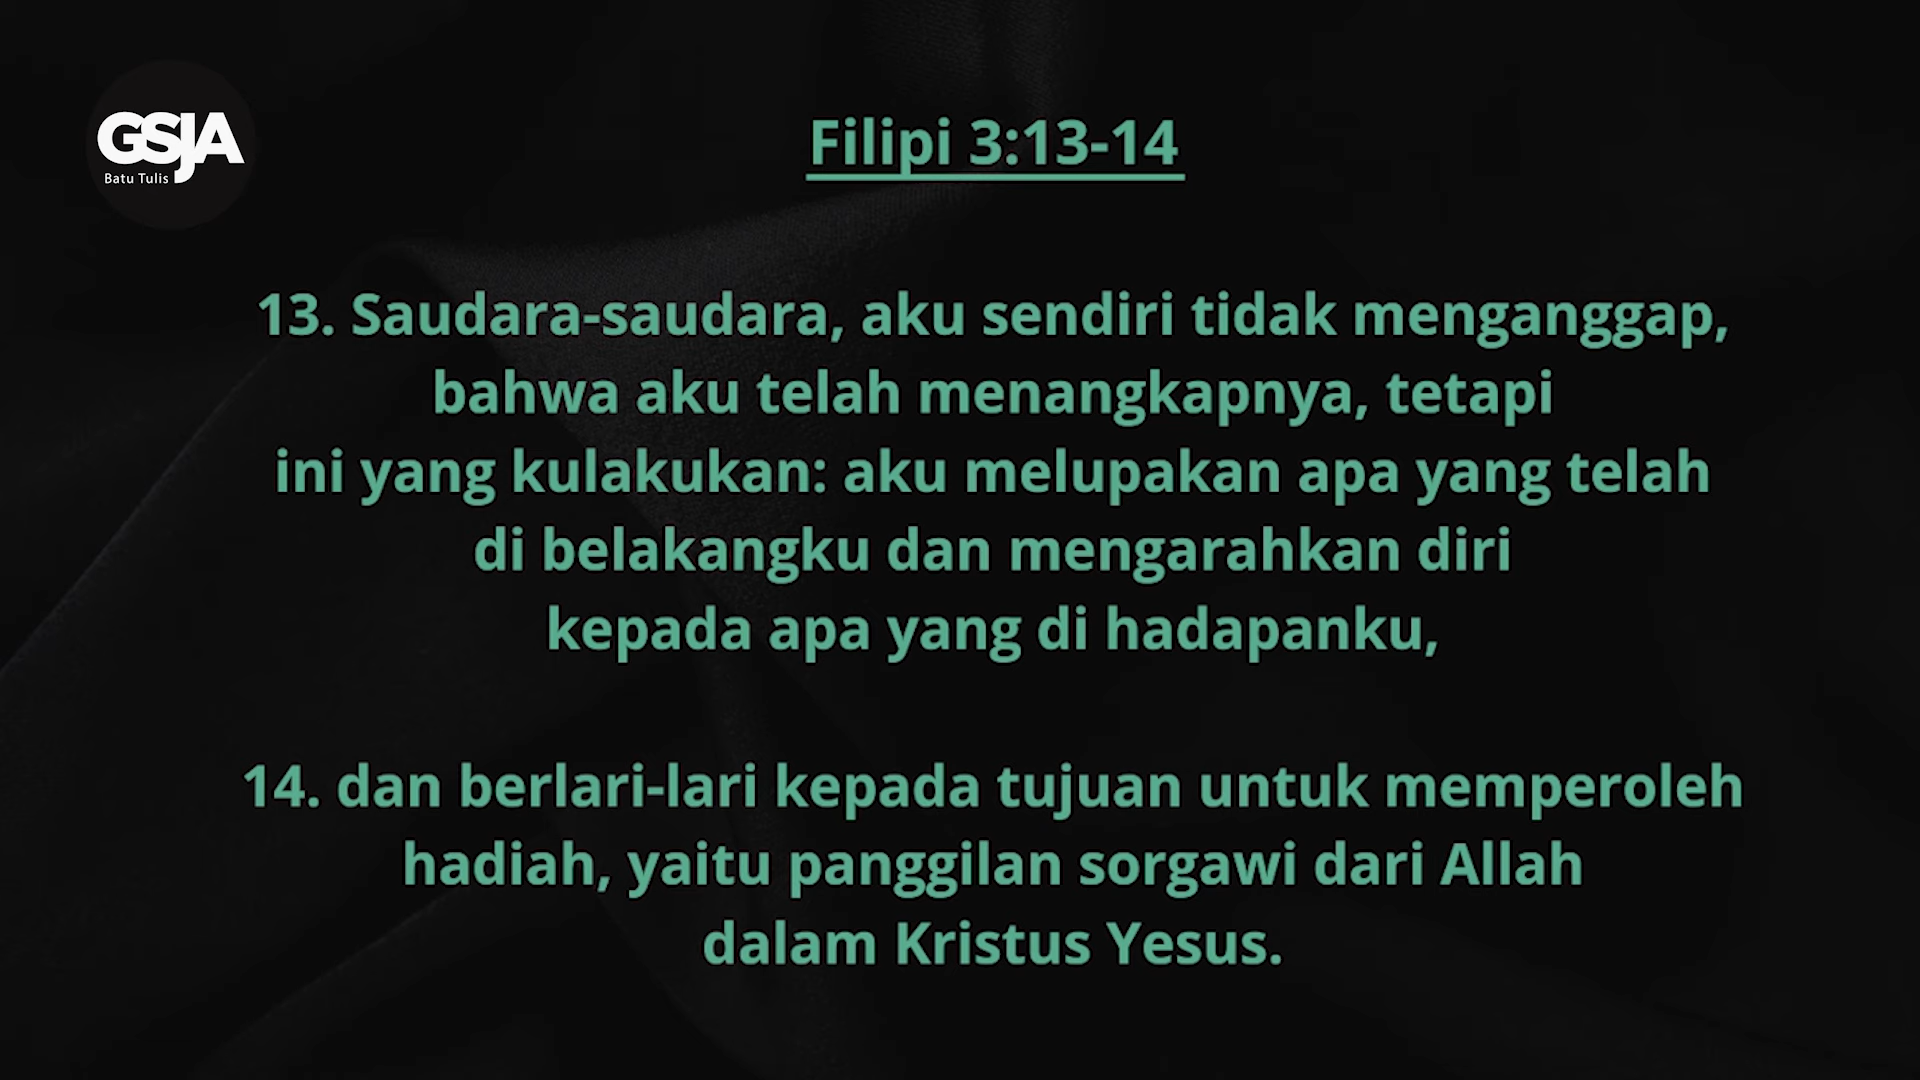 GSJA
Batu Tulis
Filipi 3:13-14
13. Saudara-saudara, aku sendiri tidak menganggap,
bahwa aku telah menangkapnya, tetapi
ini yang kulakukan: aku melupakan apa yang telah
di belakangku dan mengarahkan diri
kepada apa yang di hadapanku,
14. dan berlari-lari kepada tujuan untuk memperoleh
hadiah, yaitu panggilan sorgawi dari Allah
dalam Kristus Yesus.